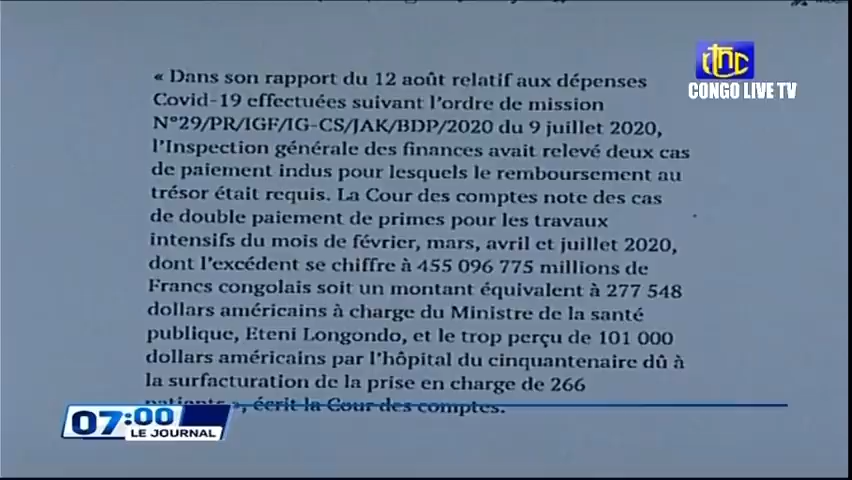 CONGO LIVE TV
« Dans son rapport du 12 août relatif aux dépenses
Covid-19 effectuées suivant l'ordre de mission
N°29/PR/IGF/IG-CS/JAK/BDP/2020 du 9 juillet 2020,
l'Inspection générale des finances avait relevé deux cas
de paiement indus pour lesquels le remboursement au
trésor était requis. La Cour des comptes note des cas
de double paiement de primes pour les travaux
intensifs du mois de février, mars, avril et juillet 2020,
dont l'excédent se chiffre à 455 096 775 millions de
Francs congolais soit un montant équivalent à 277 548
dollars américains à charge du Ministre de la santé
publique, Eteni Longondo, et le trop perçu de 101 000
dollars américains par l'hôpital du cinquantenaire dû à
la surfacturation de la prise en charge de 266
patients », écrit la Cour des comptes.
07:00
LE JOURNAL